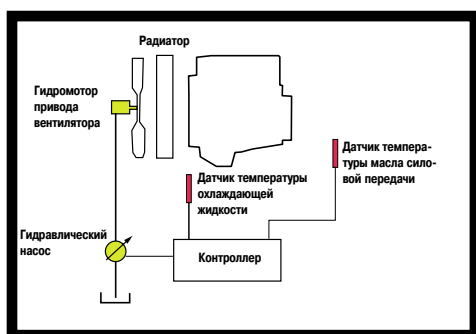 Радиатор
Гидромотор
привода
вентилятора
Датчик темпера-
туры масла сило-
вой передачи
Датчик температуры
охлаждающей
жидкости
Гидравлический
насос
Контроллер